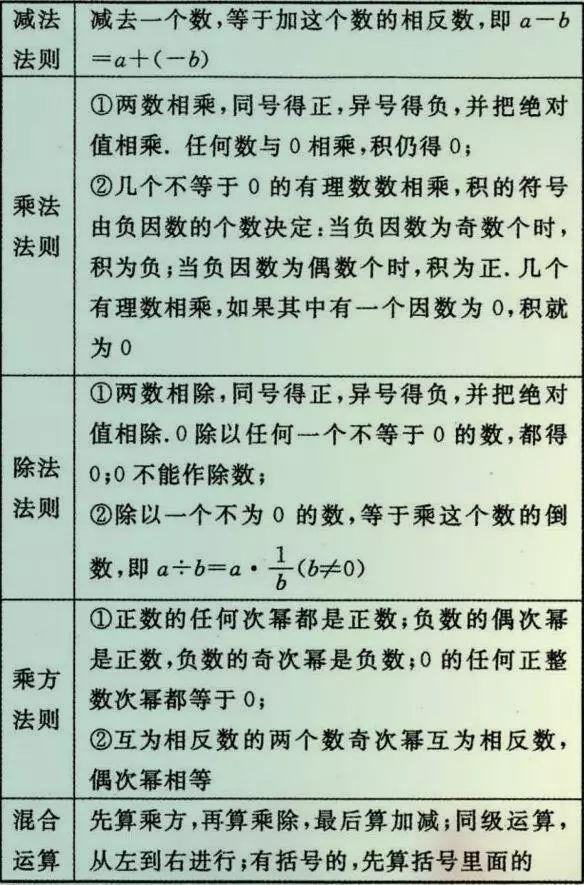 减法
法则
减去一个数,等于加这个数的相反数,即 a-b
=a+(-b)
乘法
法则
①两数相乘,同号得正,异号得负,并把绝对
值相乘. 任何数与 0 相乘,积仍得 0;
②几个不等于 0 的有理数数相乘,积的符号
由负因数的个数决定:当负因数为奇数个时,
积为负;当负因数为偶数个时,积为正. 几个
有理数相乘,如果其中有一个因数为 0,积就
为 0
除法
法则
①两数相除,同号得正,异号得负,并把绝对
值相除. 0 除以任何一个不等于 0 的数,都得
0;0 不能作除数;
②除以一个不为 0 的数,等于乘这个数的倒
数,即 a÷b=a·1/b(b≠0)
乘方
法则
①正数的任何次幂都是正数;负数的偶次幂
是正数,负数的奇次幂是负数;0 的任何正整
数次幂都等于 0;
②互为相反数的两个数奇次幂互为相反数,
偶次幂相等
混合
运算
先算乘方,再算乘除,最后算加减;同级运算,
从左到右进行;有括号的,先算括号里面的